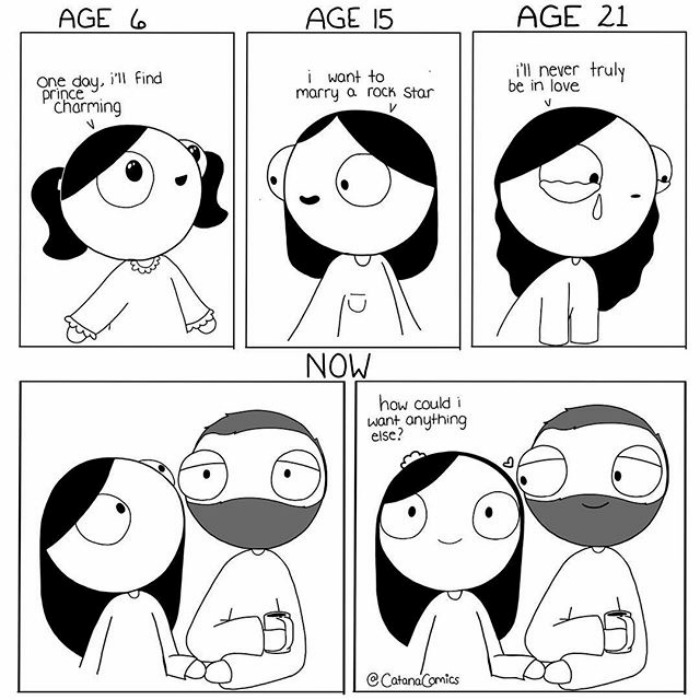 AGE 6
one day, i'll find
prince
charming
AGE 15
i want to
marry a rock star
AGE 21
i'll never truly
be in love
NOW
how could i
want anything
else?
@CatanaComics